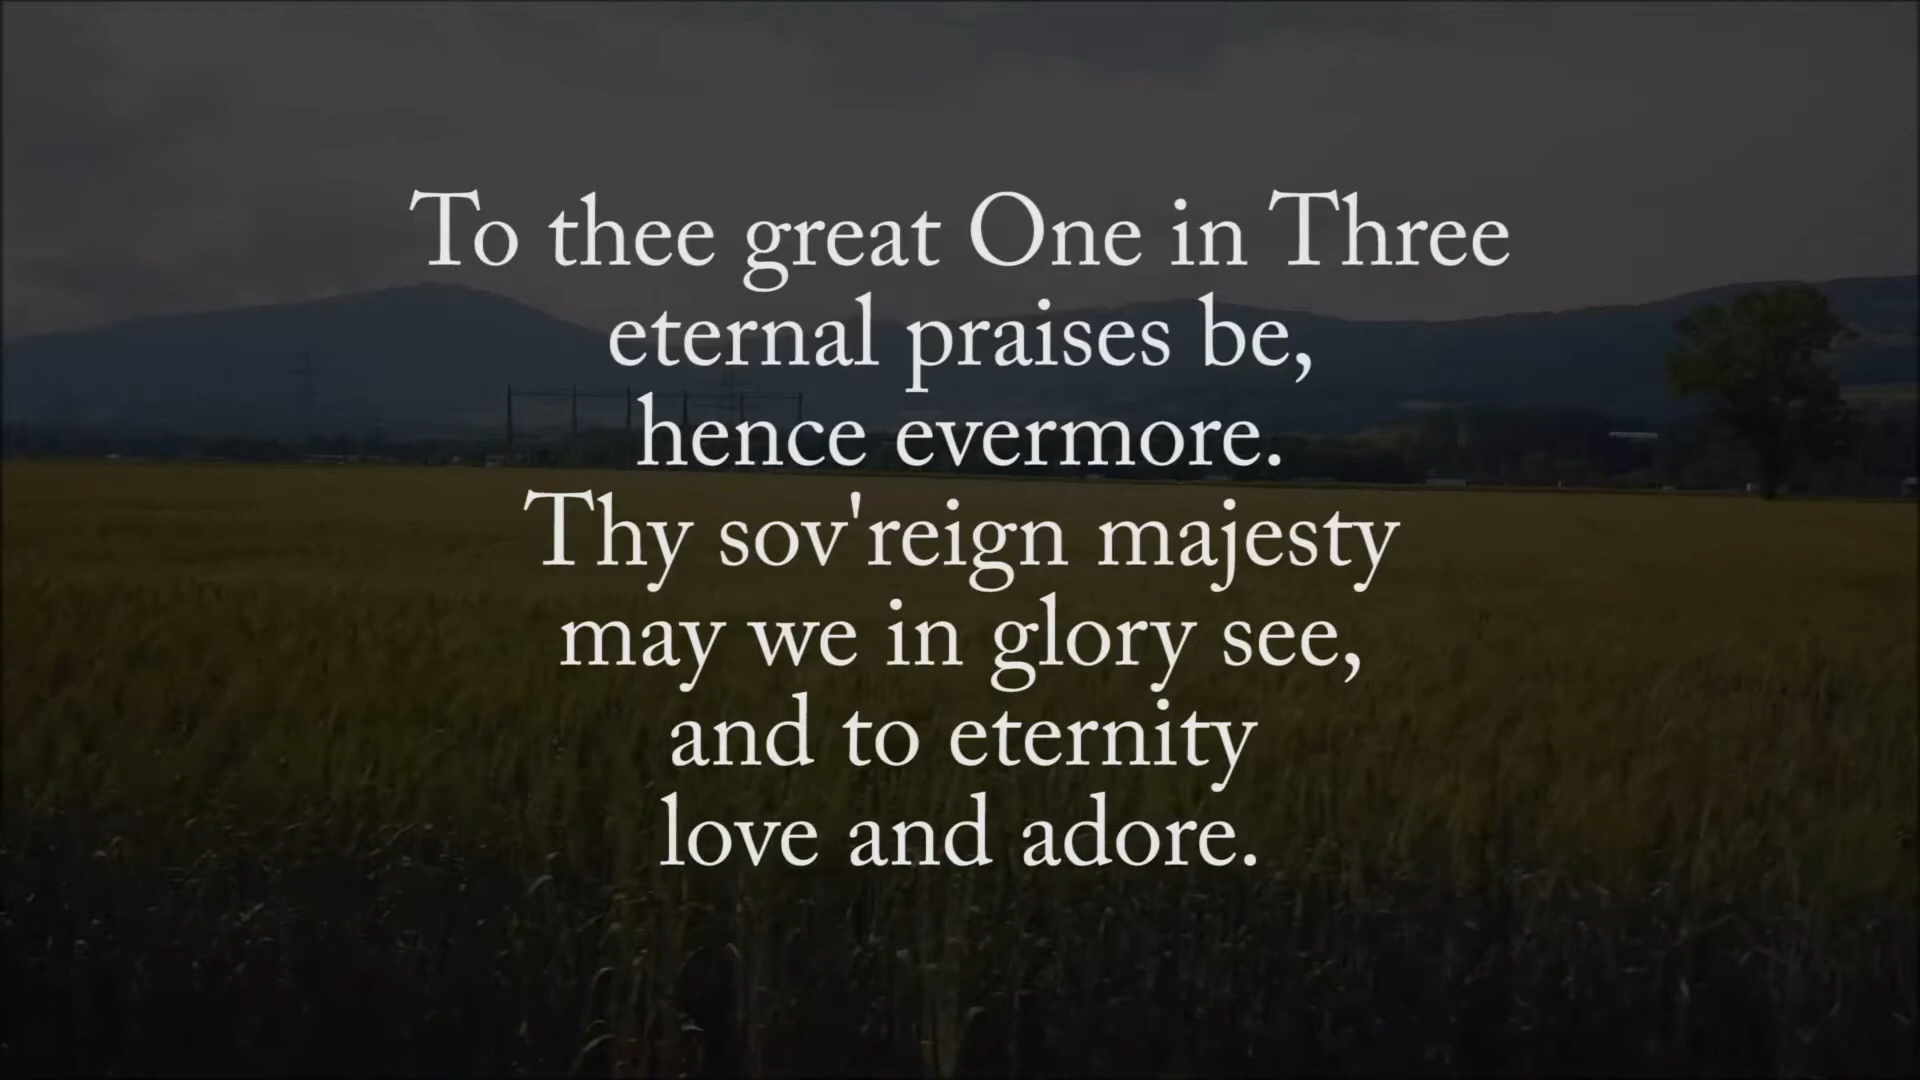 To thee great One in Three
eternal praises be,
hence evermore.
Thy sov'reign majesty
may we in glory see,
and to eternity
love and adore.